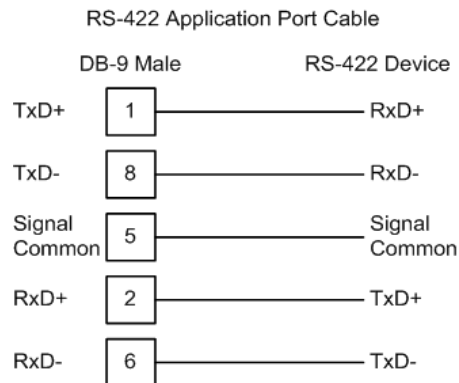 RS-422 Application Port Cable
DB-9 Male RS-422 Device
TxD+ 1 RxD+
TxD- 8 RxD-
Signal Common 5 Signal Common
RxD+ 2 TxD+
RxD- 6 TxD-